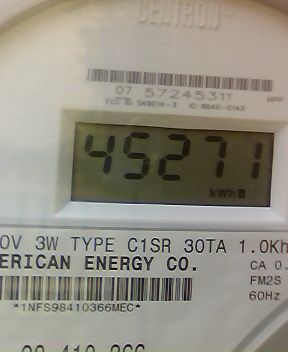 CENTRON
07 57245311
45271
kWh
0V 3W TYPE C1SR 30TA 1.0Kh
ERICAN ENERGY CO.
CA 0.
FM2S
60Hz
*1NFS98410366MEC*